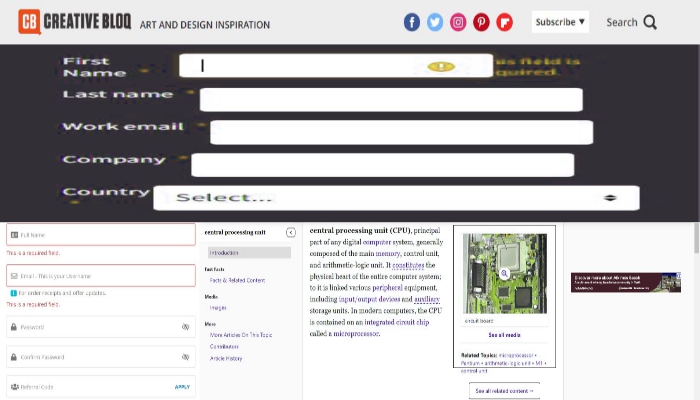 CB CREATIVE BLOQ ART AND DESIGN INSPIRATION
Subscribe ▼
Search
First
Name *
is field is
quired.
Last name *
Work email *
Company *
Country
*
Select...
Full Name
This is a required field.
Email - This is your Username
For order receipts and offer updates.
This is a required field.
Password
Confirm Password
Referral Code
APPLY
central processing unit
Introduction
Fast Facts
Facts & Related Content
Media
Images
More
More Articles On This Topic
Contributors
Article History
central processing unit (CPU), principal
part of any digital computer system, generally
composed of the main memory, control unit,
and arithmetic-logic unit. It constitutes the
physical heart of the entire computer system;
to it is linked various peripheral equipment,
including input/output devices and auxiliary
storage units. In modern computers, the CPU
is contained on an integrated circuit chip
called a microprocessor.
circuit board
See all media
Related Topics: microprocessor •
Pentium • arithmetic-logic unit • M1 •
control unit
See all related content →